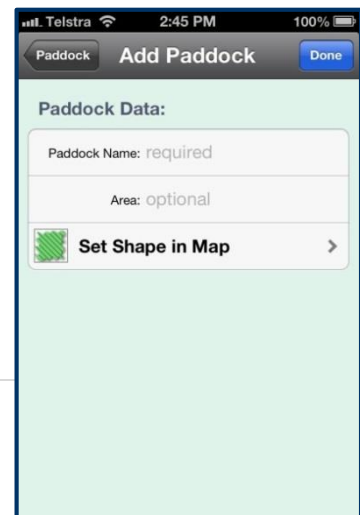 Telstra 2:45 PM 100%
Paddock Add Paddock Done
Paddock Data:
Paddock Name: required
Area: optional
Set Shape in Map